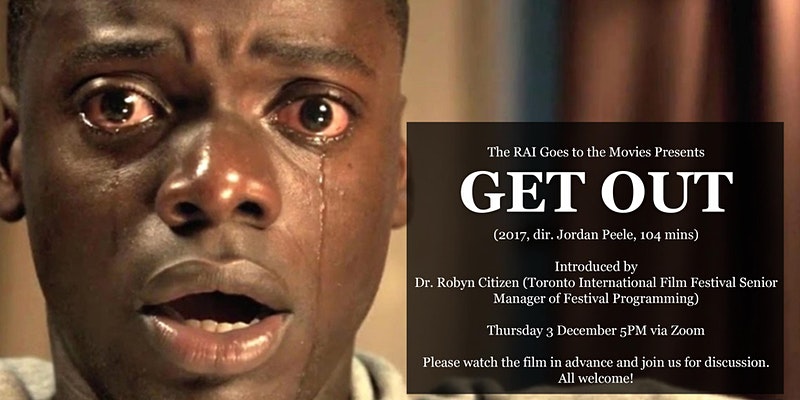 The RAI Goes to the Movies Presents
GET OUT
(2017, dir. Jordan Peele, 104 mins)
Introduced by
Dr. Robyn Citizen (Toronto International Film Festival Senior
Manager of Festival Programming)
Thursday 3 December 5PM via Zoom
Please watch the film in advance and join us for discussion.
All welcome!